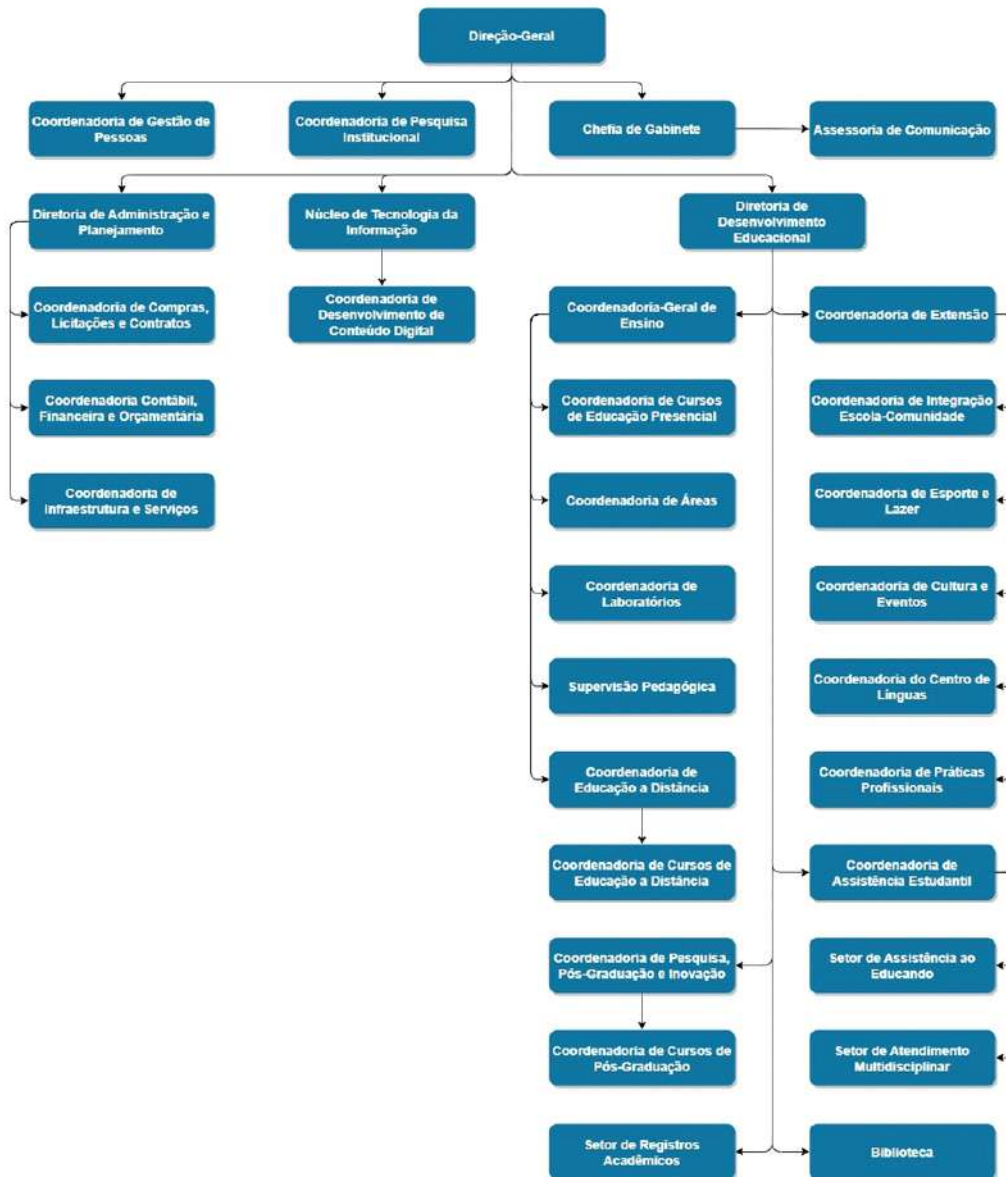 Direção-Geral
Coordenadoria de Gestão de
Pessoas
Coordenadoria de Pesquisa
Institucional
Chefia de Gabinete
Assessoria de Comunicação
Diretoria de Administração e
Planejamento
Núcleo de Tecnologia da
Informação
Diretoria de
Desenvolvimento
Educacional
Coordenadoria de Compras,
Licitações e Contratos
Coordenadoria de
Desenvolvimento de
Conteúdo Digital
Coordenadoria-Geral de
Ensino
Coordenadoria de Extensão
Coordenadoria Contábil,
Financeira e Orçamentária
Coordenadoria de Cursos
de Educação Presencial
Coordenadoria de Integração
Escola-Comunidade
Coordenadoria de
Infraestrutura e Serviços
Coordenadoria de Áreas
Coordenadoria de Esporte e
Lazer
Coordenadoria de
Laboratórios
Coordenadoria de Cultura e
Eventos
Supervisão Pedagógica
Coordenadoria do Centro de
Línguas
Coordenadoria de
Educação a Distância
Coordenadoria de Práticas
Profissionais
Coordenadoria de Cursos de
Educação a Distância
Coordenadoria de
Assistência Estudantil
Coordenadoria de Pesquisa,
Pós-Graduação e Inovação
Setor de Assistência ao
Educando
Coordenadoria de Cursos de
Pós-Graduação
Setor de Atendimento
Multidisciplinar
Setor de Registros
Acadêmicos
Biblioteca